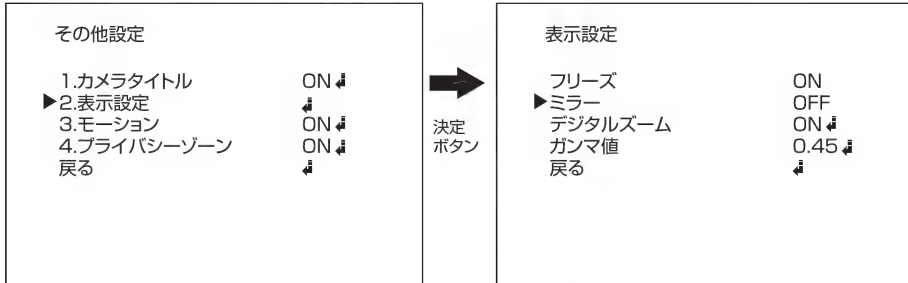 その他設定
1.カメラタイトル ON↲
▶2.表示設定 ↲
3.モーション ON↲
4.プライバシーゾーン ON↲
戻る ↲
決定
ボタン
表示設定
フリーズ ON
▶ミラー OFF
デジタルズーム ON↲
ガンマ値 0.45↲
戻る ↲